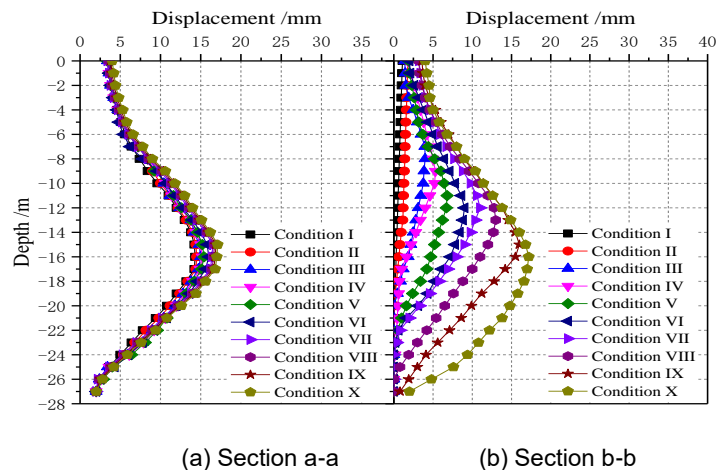 Displacement /mm Displacement /mm
0 5 10 15 20 25 30 35 0 5 10 15 20 25 30 35 40
Depth /m
0
−2
−4
−6
−8
−10
−12
−14
−16
−18
−20
−22
−24
−26
−28
Condition I
Condition II
Condition III
Condition IV
Condition V
Condition VI
Condition VII
Condition VIII
Condition IX
Condition X
Condition I
Condition II
Condition III
Condition IV
Condition V
Condition VI
Condition VII
Condition VIII
Condition IX
Condition X
(a) Section a-a (b) Section b-b